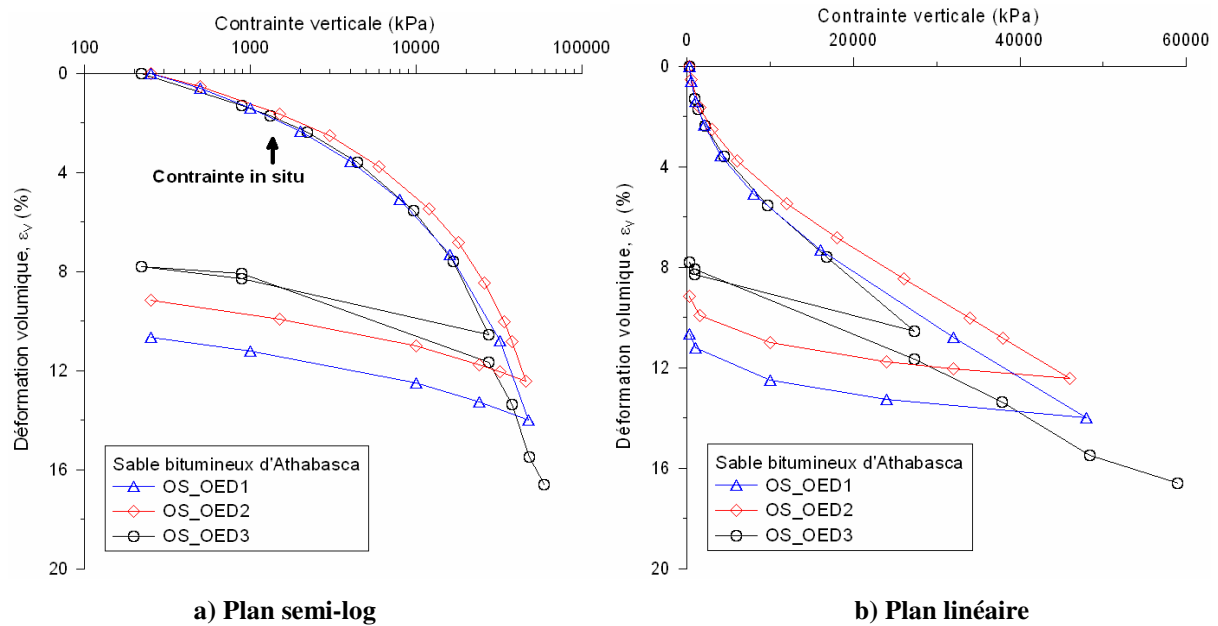 Contrainte verticale (kPa)
100 1000 10000 100000
0
4
8
12
16
20
Déformation volumique, εV (%)
Contrainte in situ
Sable bitumineux d'Athabasca
OS_OED1
OS_OED2
OS_OED3
a) Plan semi-log
Contrainte verticale (kPa)
0 20000 40000 60000
0
4
8
12
16
20
Déformation volumique, εV (%)
Sable bitumineux d'Athabasca
OS_OED1
OS_OED2
OS_OED3
b) Plan linéaire